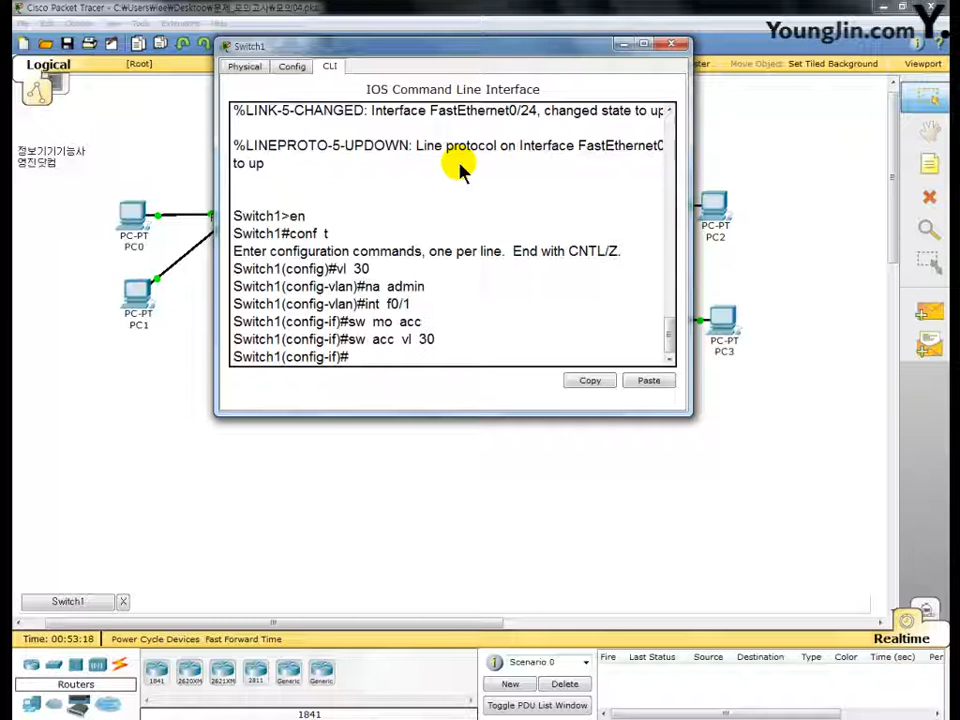 Cisco Packet Tracer - C:\Users\lee\Desktop\문제_모의고사\모의04.pka
YoungJin.com Y.
Logical
[Root]
Move Object:
Set Tiled Background
Viewport
Switch1
Physical
Config
CLI
IOS Command Line Interface
%LINK-5-CHANGED: Interface FastEthernet0/24, changed state to up
%LINEPROTO-5-UPDOWN: Line protocol on Interface FastEthernet0
to up
Switch1>en
Switch1#conf t
Enter configuration commands, one per line. End with CNTL/Z.
Switch1(config)#vl 30
Switch1(config-vlan)#na admin
Switch1(config-vlan)#int f0/1
Switch1(config-if)#sw mo acc
Switch1(config-if)#sw acc vl 30
Switch1(config-if)#
Copy
Paste
정보기기기능사
영진닷컴
PC-PT
PC0
PC-PT
PC1
PC-PT
PC2
PC-PT
PC3
Switch1
X
Time: 00:53:18
Power Cycle Devices Fast Forward Time
Realtime
Routers
1841
2620XM
2621XM
2811
Generic
Generic
1841
Scenario 0
New
Delete
Toggle PDU List Window
Fire
Last Status
Source
Destination
Type
Color
Time (sec)
Per